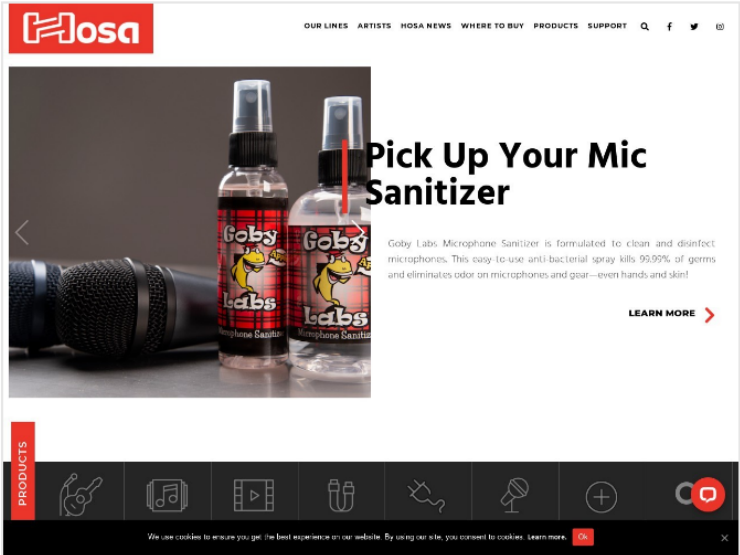 Hosa
OUR LINES ARTISTS HOSA NEWS WHERE TO BUY PRODUCTS SUPPORT
Pick Up Your Mic
Sanitizer
Goby Labs Microphone Sanitizer is formulated to clean and disinfect
microphones. This easy-to-use anti-bacterial spray kills 99.99% of germs
and eliminates odor on microphones and gear—even hands and skin!
LEARN MORE
Goby
Labs
Microphone Sanitiz
Goby
Labs
Microphone Sanitiz
PRODUCTS
We use cookies to ensure you get the best experience on our website. By using our site, you consent to cookies. Learn more.
Ok